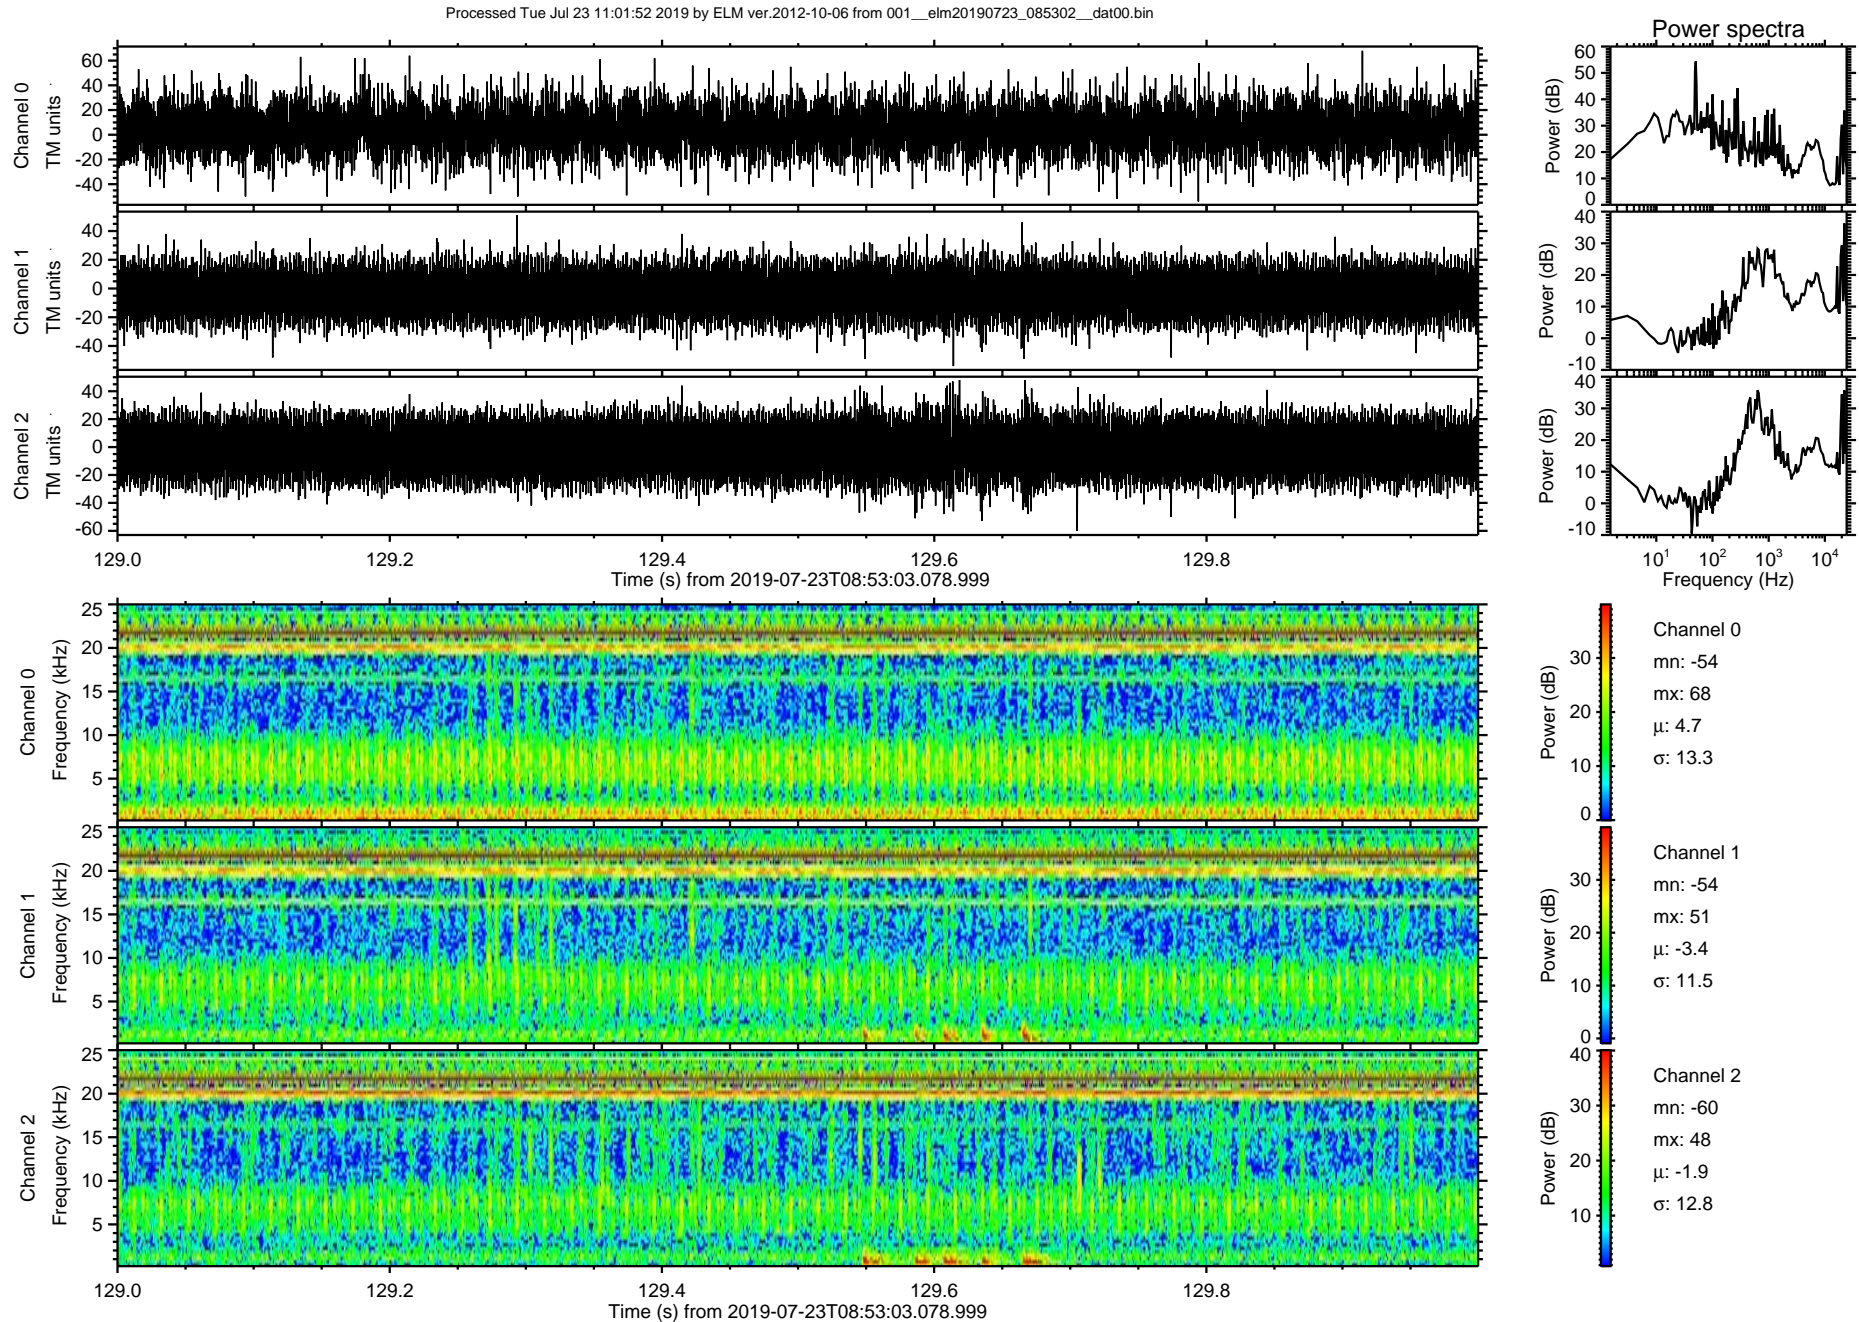 Processed Tue Jul 23 11:01:52 2019 by ELM ver.2012-10-06 from 001__elm20190723_085302__dat00.bin
Power spectra
Channel 0
TM units
60
40
20
0
-20
-40
Power (dB)
60
50
40
30
20
10
0
Channel 1
TM units
40
20
0
-20
-40
Power (dB)
40
30
20
10
0
-10
Channel 2
TM units
40
20
0
-20
-40
-60
Power (dB)
40
30
20
10
0
-10
129.0 129.2 129.4 129.6 129.8
Time (s) from 2019-07-23T08:53:03.078.999
10¹ 10² 10³ 10⁴
Frequency (Hz)
Channel 0
Frequency (kHz)
25
20
15
10
5
Power (dB)
30
20
10
0
Channel 0
mn: -54
mx: 68
μ: 4.7
σ: 13.3
Channel 1
Frequency (kHz)
25
20
15
10
5
Power (dB)
30
20
10
0
Channel 1
mn: -54
mx: 51
μ: -3.4
σ: 11.5
Channel 2
Frequency (kHz)
25
20
15
10
5
Power (dB)
40
30
20
10
Channel 2
mn: -60
mx: 48
μ: -1.9
σ: 12.8
129.0 129.2 129.4 129.6 129.8
Time (s) from 2019-07-23T08:53:03.078.999